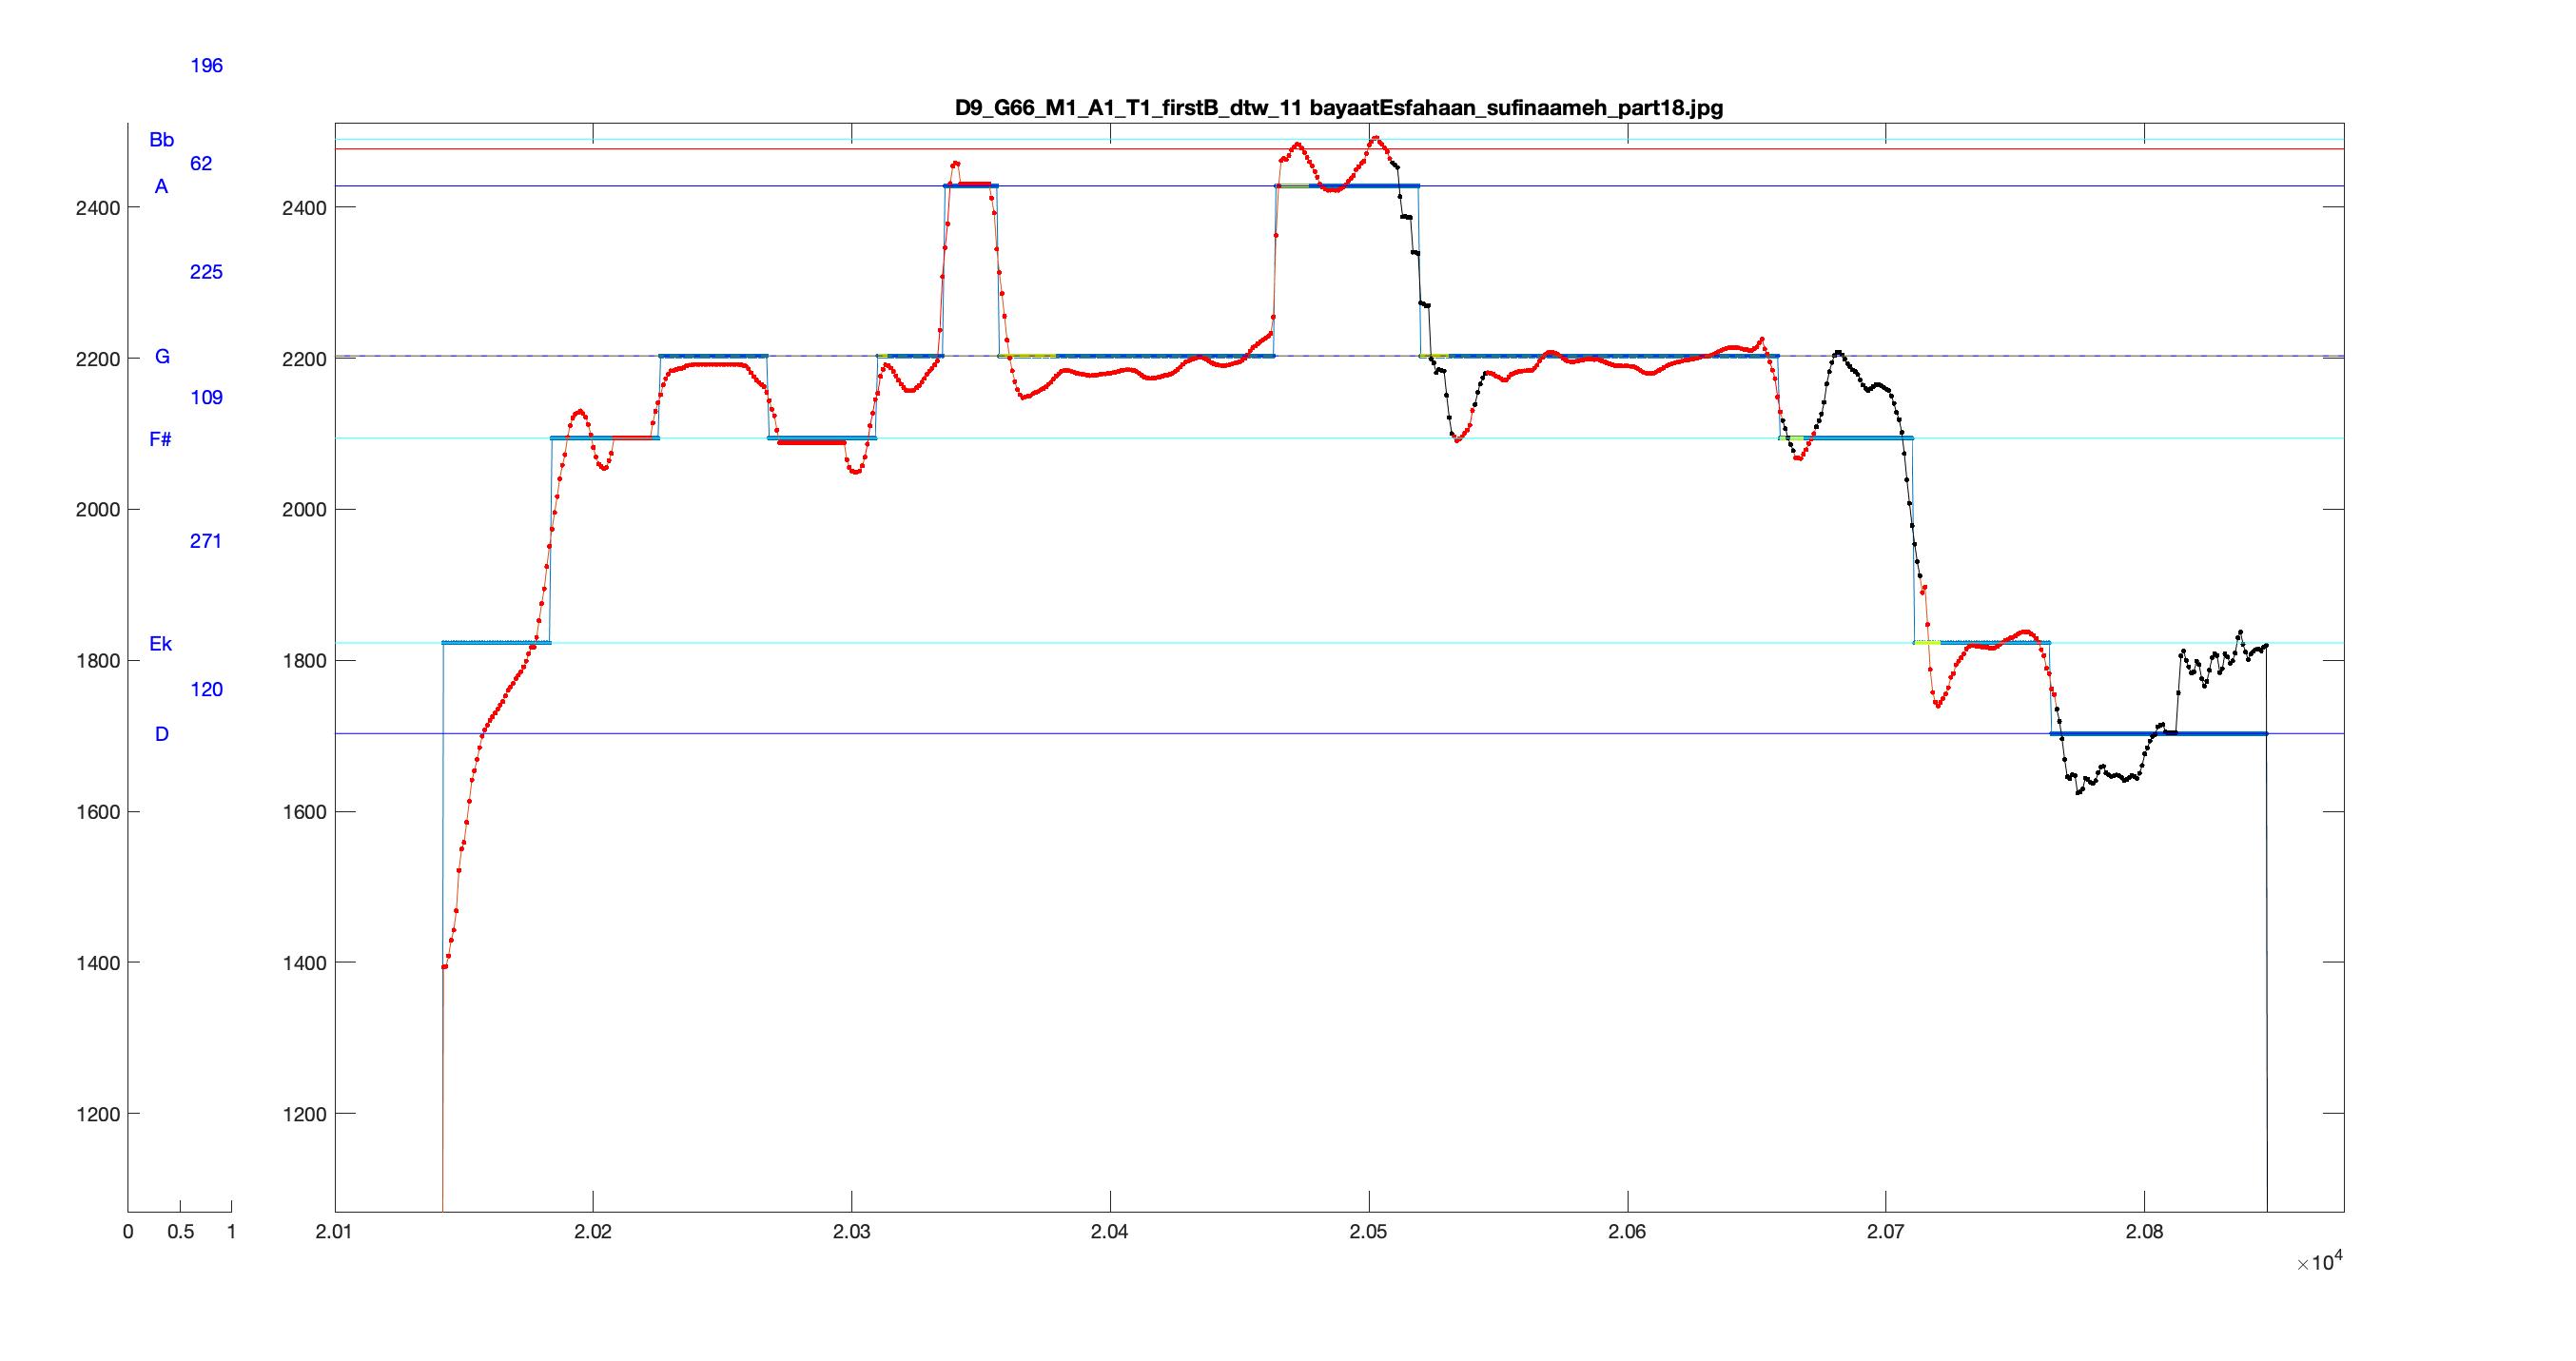 196
D9_G66_M1_A1_T1_firstB_dtw_11 bayaatEsfahaan_sufinaameh_part18.jpg
Bb
62
A
2400 2400
225
2200 G 2200
109
F#
2000 2000
271
Ek
1800 1800
120
D
1600 1600
1400 1400
1200 1200
0 0.5 1 2.01 2.02 2.03 2.04 2.05 2.06 2.07 2.08
×10⁴